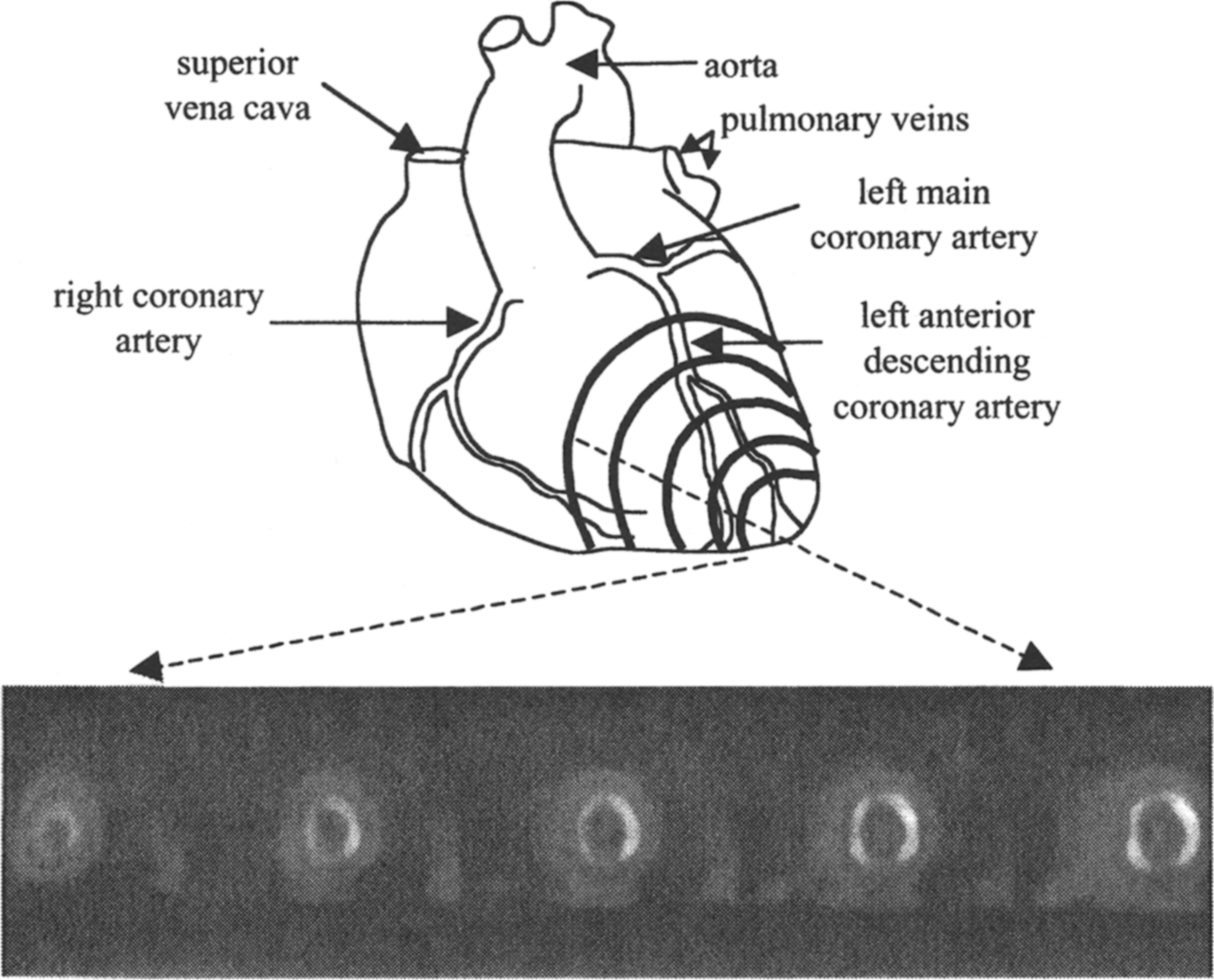 superior
vena cava
aorta
pulmonary veins
left main
coronary artery
right coronary
artery
left anterior
descending
coronary artery